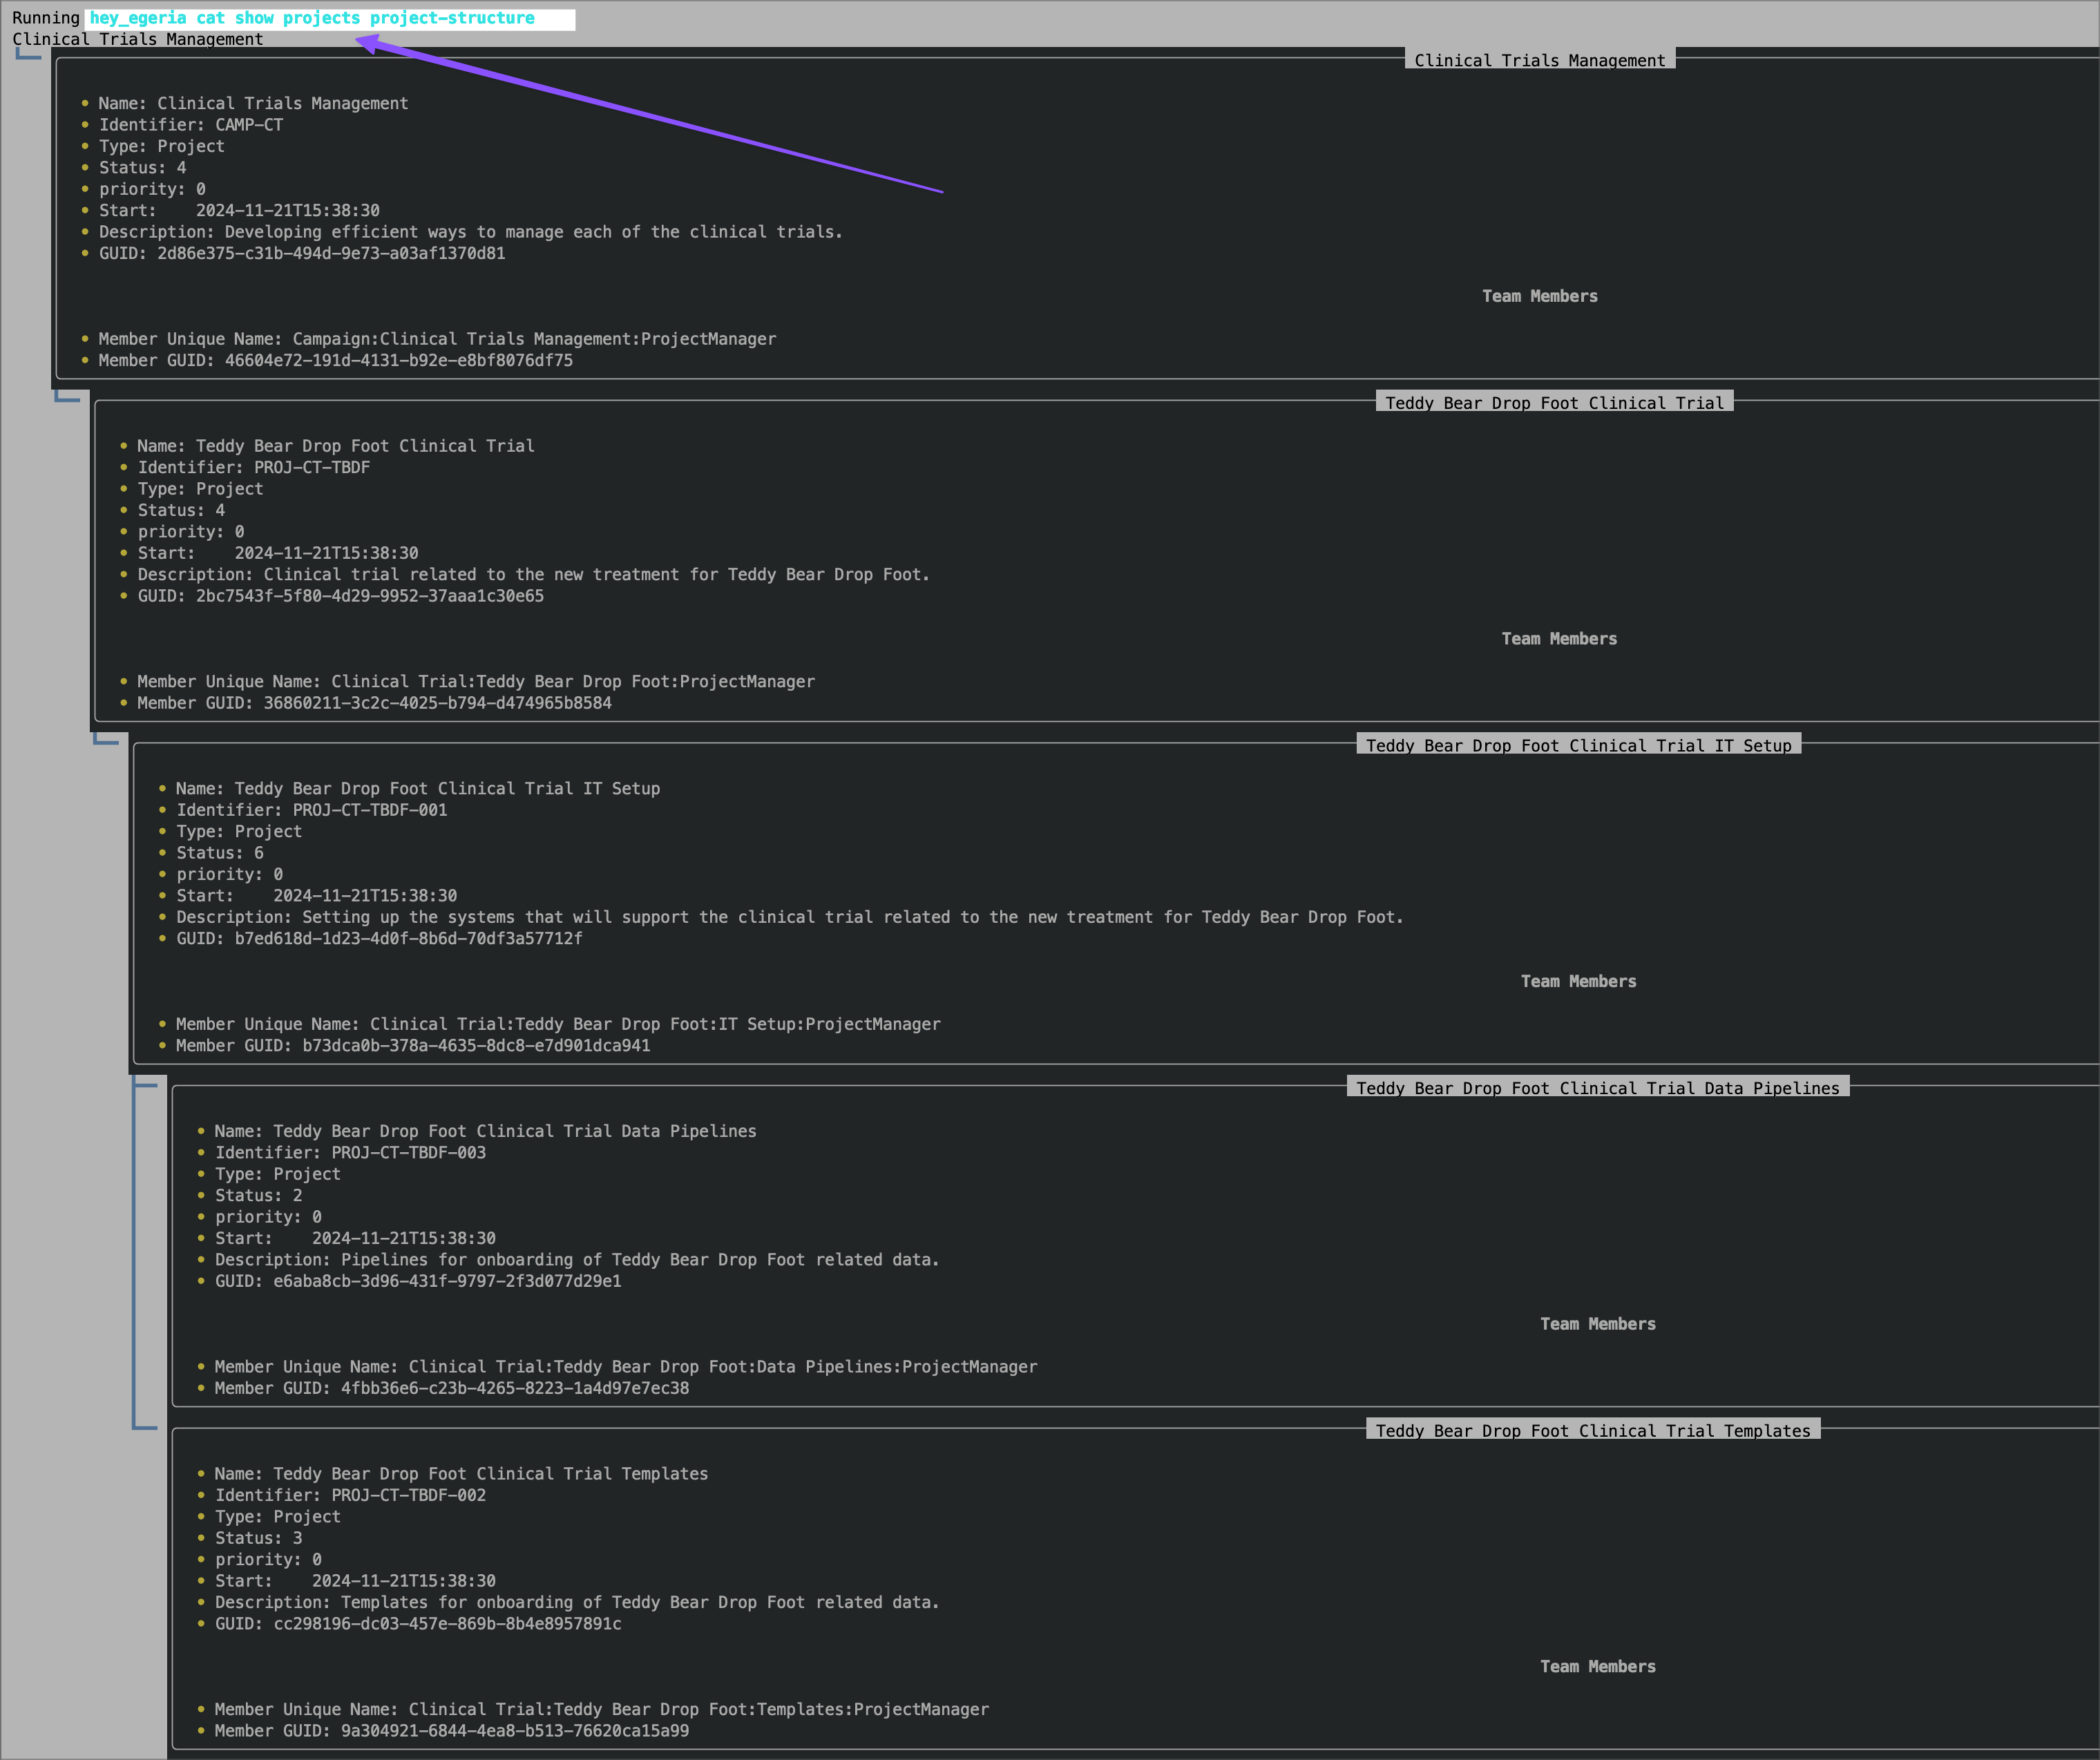 Running hey_egeria cat show projects project-structure
Clinical Trials Management
Clinical Trials Management
• Name: Clinical Trials Management
• Identifier: CAMP-CT
• Type: Project
• Status: 4
• priority: 0
• Start:    2024-11-21T15:38:30
• Description: Developing efficient ways to manage each of the clinical trials.
• GUID: 2d86e375-c31b-494d-9e73-a03af1370d81
Team Members
• Member Unique Name: Campaign:Clinical Trials Management:ProjectManager
• Member GUID: 46604e72-191d-4131-b92e-e8bf8076df75
Teddy Bear Drop Foot Clinical Trial
• Name: Teddy Bear Drop Foot Clinical Trial
• Identifier: PROJ-CT-TBDF
• Type: Project
• Status: 4
• priority: 0
• Start:    2024-11-21T15:38:30
• Description: Clinical trial related to the new treatment for Teddy Bear Drop Foot.
• GUID: 2bc7543f-5f80-4d29-9952-37aaa1c30e65
Team Members
• Member Unique Name: Clinical Trial:Teddy Bear Drop Foot:ProjectManager
• Member GUID: 36860211-3c2c-4025-b794-d474965b8584
Teddy Bear Drop Foot Clinical Trial IT Setup
• Name: Teddy Bear Drop Foot Clinical Trial IT Setup
• Identifier: PROJ-CT-TBDF-001
• Type: Project
• Status: 6
• priority: 0
• Start:    2024-11-21T15:38:30
• Description: Setting up the systems that will support the clinical trial related to the new treatment for Teddy Bear Drop Foot.
• GUID: b7ed618d-1d23-4d0f-8b6d-70df3a57712f
Team Members
• Member Unique Name: Clinical Trial:Teddy Bear Drop Foot:IT Setup:ProjectManager
• Member GUID: b73dca0b-378a-4635-8dc8-e7d901dca941
Teddy Bear Drop Foot Clinical Trial Data Pipelines
• Name: Teddy Bear Drop Foot Clinical Trial Data Pipelines
• Identifier: PROJ-CT-TBDF-003
• Type: Project
• Status: 2
• priority: 0
• Start:    2024-11-21T15:38:30
• Description: Pipelines for onboarding of Teddy Bear Drop Foot related data.
• GUID: e6aba8cb-3d96-431f-9797-2f3d077d29e1
Team Members
• Member Unique Name: Clinical Trial:Teddy Bear Drop Foot:Data Pipelines:ProjectManager
• Member GUID: 4fbb36e6-c23b-4265-8223-1a4d97e7ec38
Teddy Bear Drop Foot Clinical Trial Templates
• Name: Teddy Bear Drop Foot Clinical Trial Templates
• Identifier: PROJ-CT-TBDF-002
• Type: Project
• Status: 3
• priority: 0
• Start:    2024-11-21T15:38:30
• Description: Templates for onboarding of Teddy Bear Drop Foot related data.
• GUID: cc298196-dc03-457e-869b-8b4e8957891c
Team Members
• Member Unique Name: Clinical Trial:Teddy Bear Drop Foot:Templates:ProjectManager
• Member GUID: 9a304921-6844-4ea8-b513-76620ca15a99